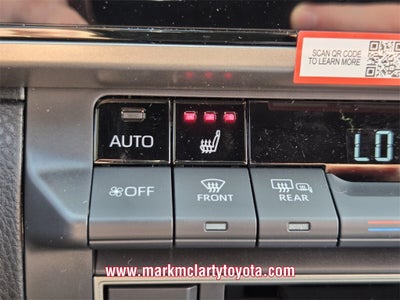 SCAN QR CODE
TO LEARN MORE
AUTO
LO
OFF
FRONT
REAR
www.markmclartytoyota.com